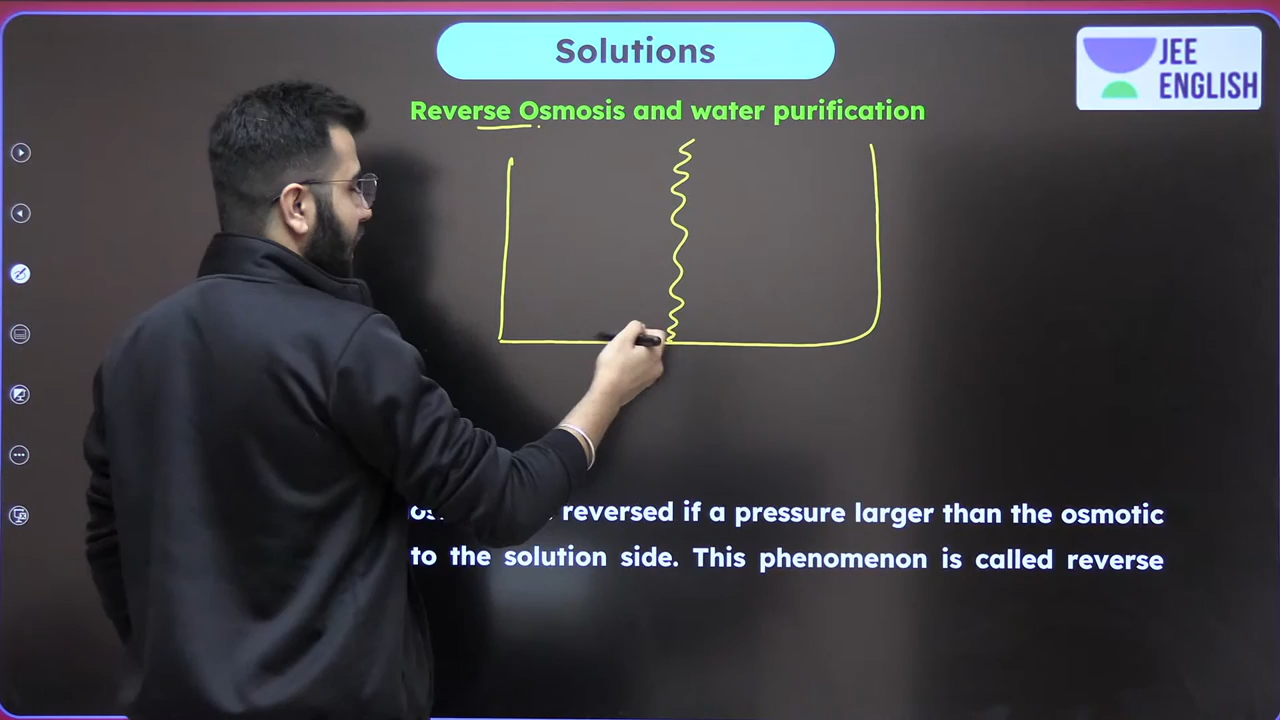 Solutions
JEE
ENGLISH
Reverse Osmosis and water purification
reversed if a pressure larger than the osmotic
to the solution side. This phenomenon is called reverse